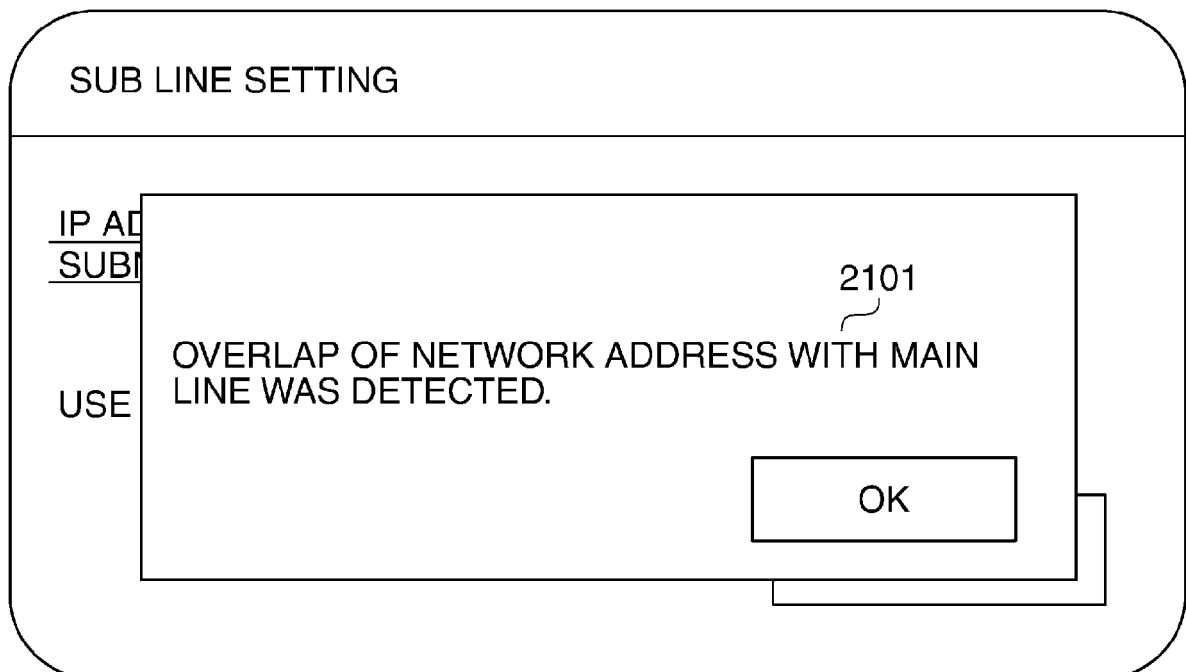 SUB LINE SETTING
IP AD
SUBN
2101
OVERLAP OF NETWORK ADDRESS WITH MAIN
LINE WAS DETECTED.
USE
OK